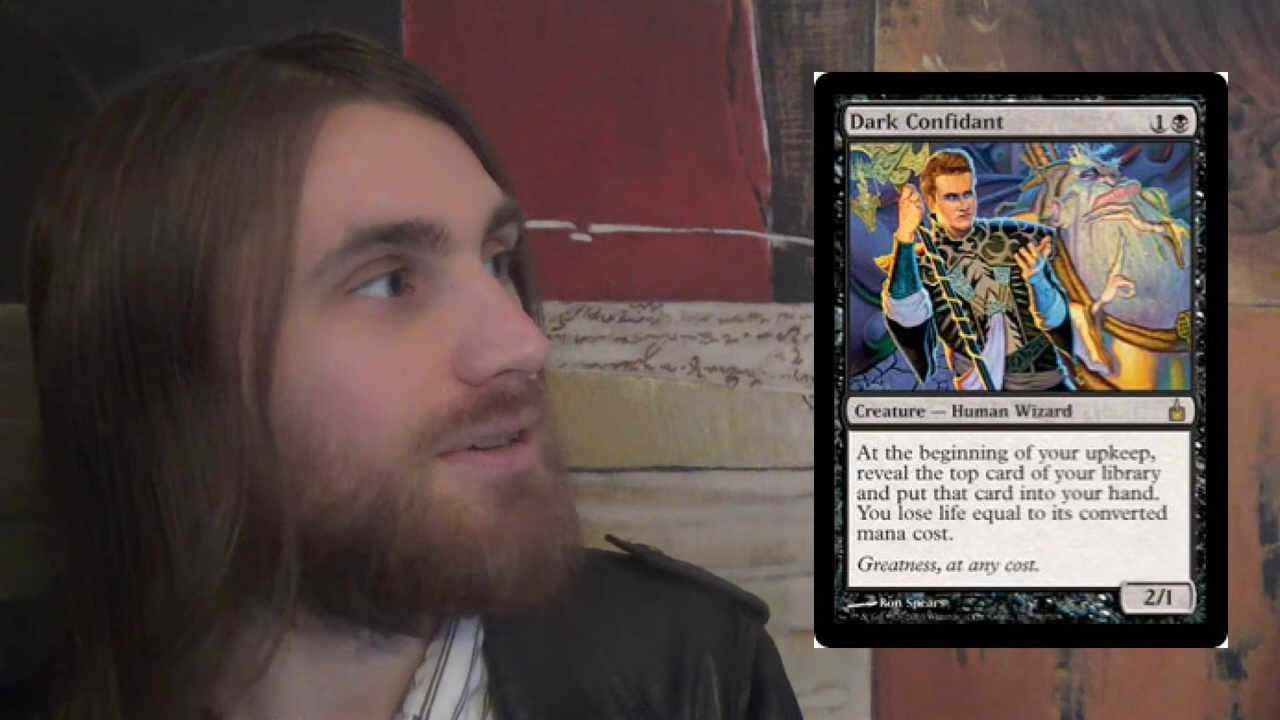 Dark Confidant 1
Creature — Human Wizard
At the beginning of your upkeep,
reveal the top card of your library
and put that card into your hand.
You lose life equal to its converted
mana cost.
Greatness, at any cost.
Ron Spears
2/1